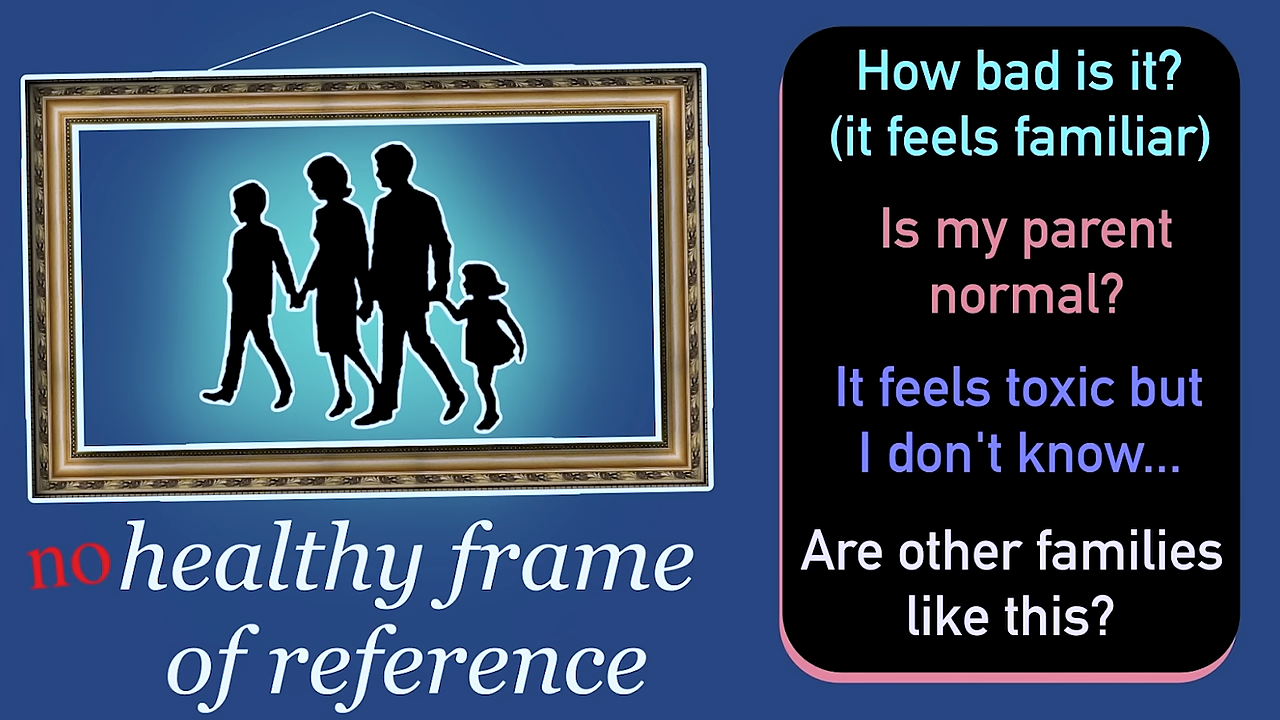 no healthy frame
of reference
How bad is it?
(it feels familiar)
Is my parent
normal?
It feels toxic but
I don't know...
Are other families
like this?